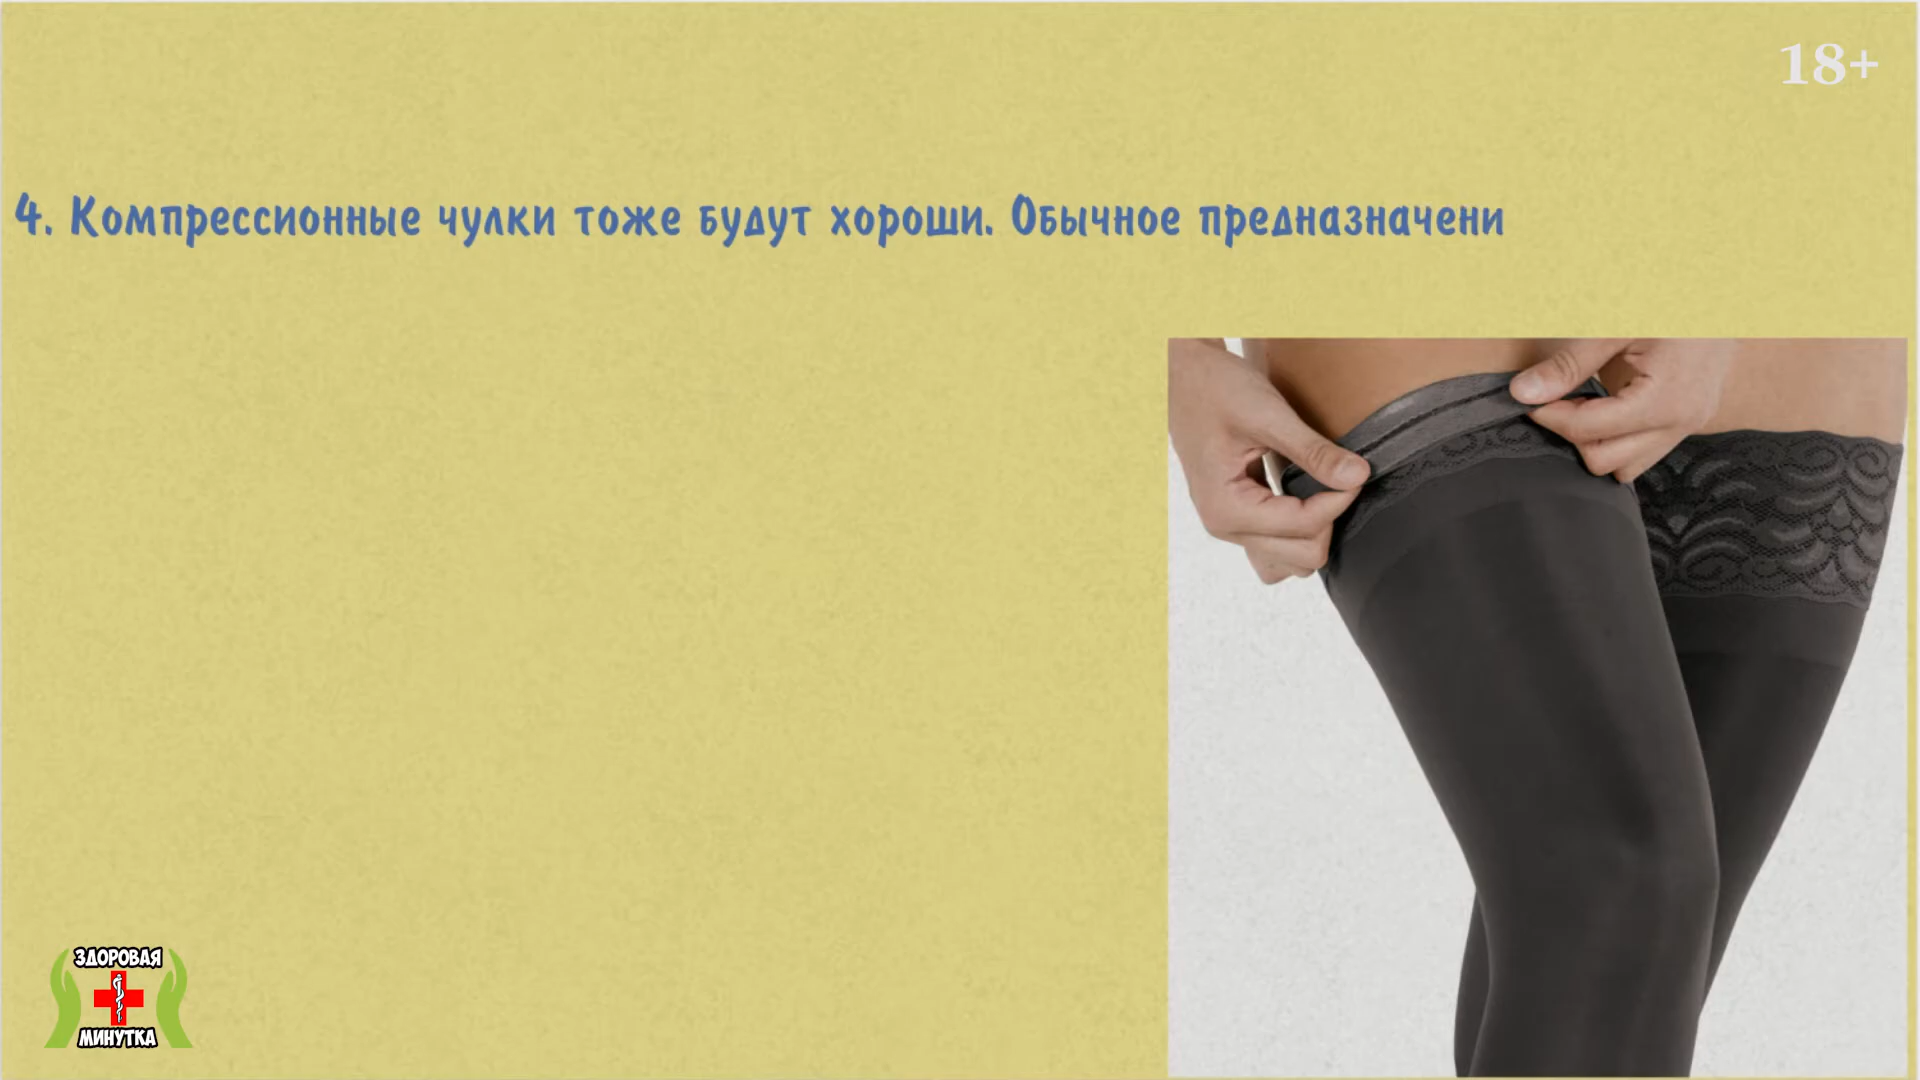 18+
4. Компрессионные чулки тоже будут хороши. Обычное предназначени
ЗДОРОВАЯ
МИНУТКА